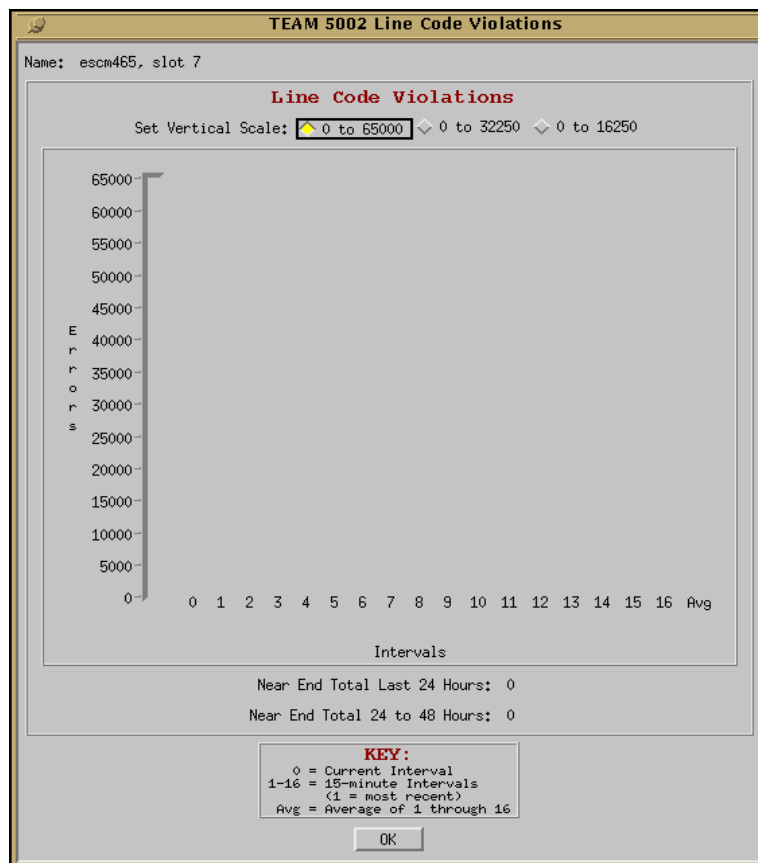 TEAM 5002 Line Code Violations
Name: escm465, slot 7
Line Code Violations
Set Vertical Scale: 0 to 65000 0 to 32250 0 to 16250
65000
60000
55000
50000
45000
40000
35000
30000
25000
20000
15000
10000
5000
0
Errors
0 1 2 3 4 5 6 7 8 9 10 11 12 13 14 15 16 Avg
Intervals
Near End Total Last 24 Hours: 0
Near End Total 24 to 48 Hours: 0
KEY:
0 = Current Interval
1-16 = 15-minute Intervals
(1 = most recent)
Avg = Average of 1 through 16
OK